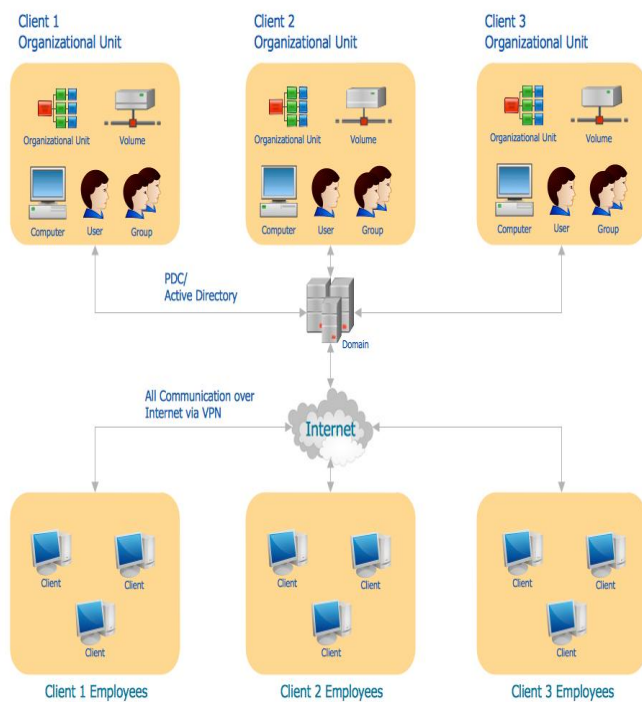 Client 1
Organizational Unit
Client 2
Organizational Unit
Client 3
Organizational Unit
Organizational Unit
Volume
Computer
User
Group
Organizational Unit
Volume
Computer
User
Group
Organizational Unit
Volume
Computer
User
Group
PDC/
Active Directory
Domain
All Communication over
Internet via VPN
Internet
Client
Client
Client
Client 1 Employees
Client
Client
Client
Client 2 Employees
Client
Client
Client
Client 3 Employees